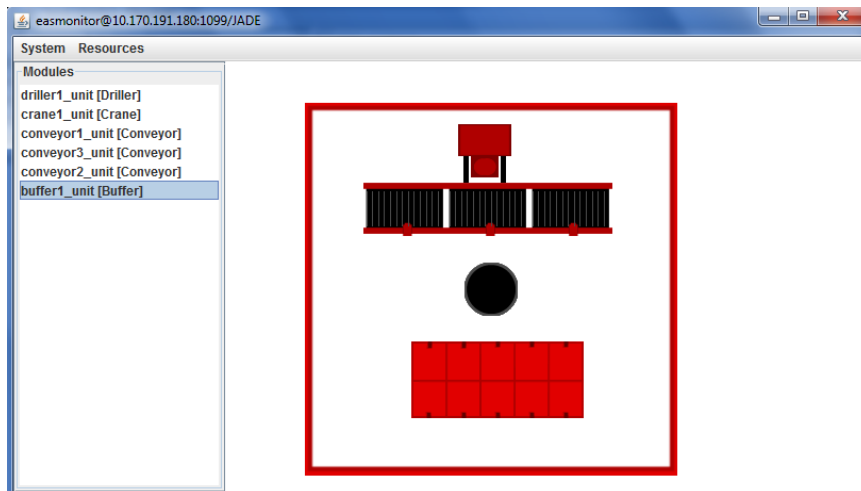 easmonitor@10.170.191.180:1099/JADE
System Resources
Modules
driller1_unit [Driller]
crane1_unit [Crane]
conveyor1_unit [Conveyor]
conveyor3_unit [Conveyor]
conveyor2_unit [Conveyor]
buffer1_unit [Buffer]